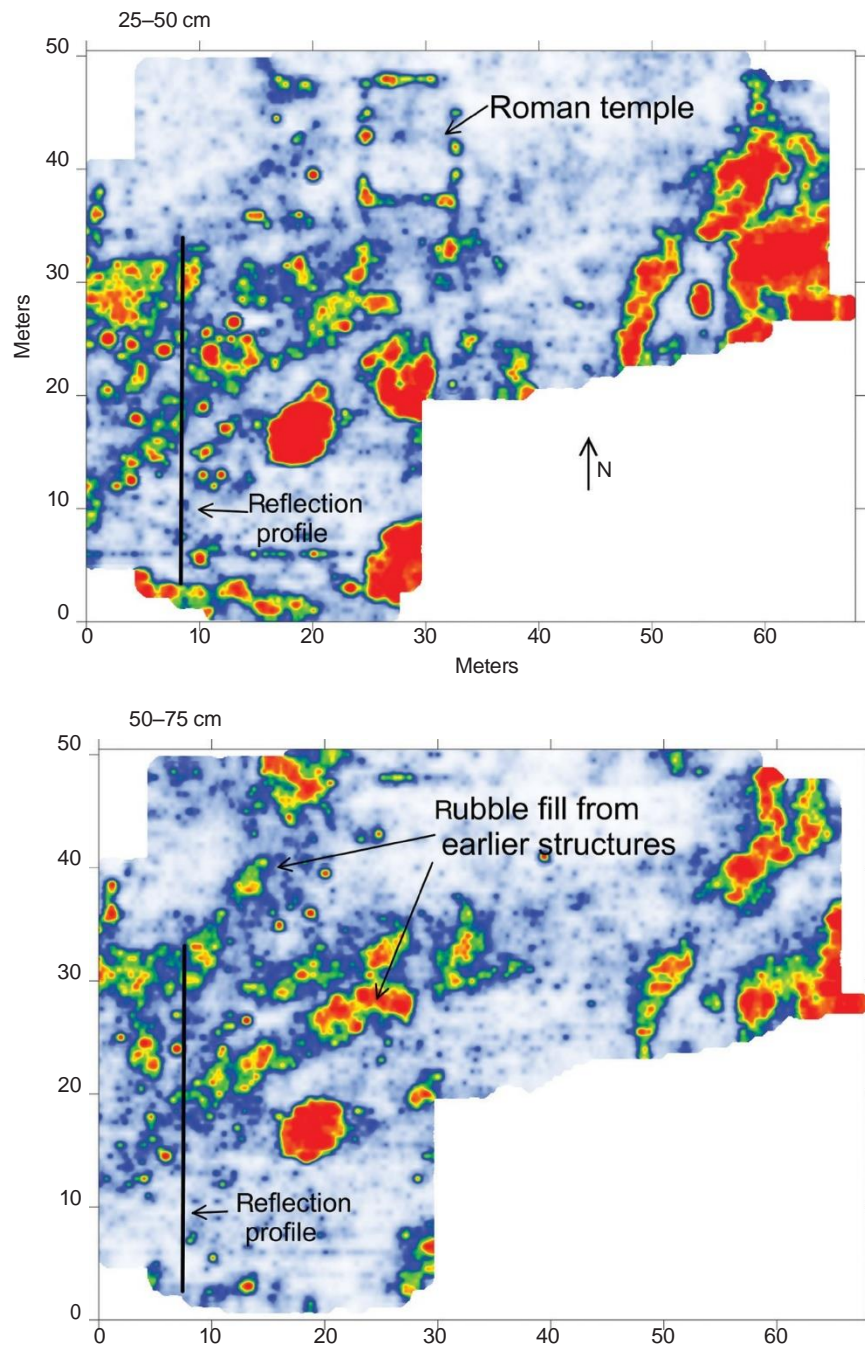 25–50 cm
50
Roman temple
40
30
Meters
20
N
10
Reflection
profile
0
0 10 20 30 40 50 60
Meters
50–75 cm
50
Rubble fill from
earlier structures
40
30
20
10
Reflection
profile
0
0 10 20 30 40 50 60